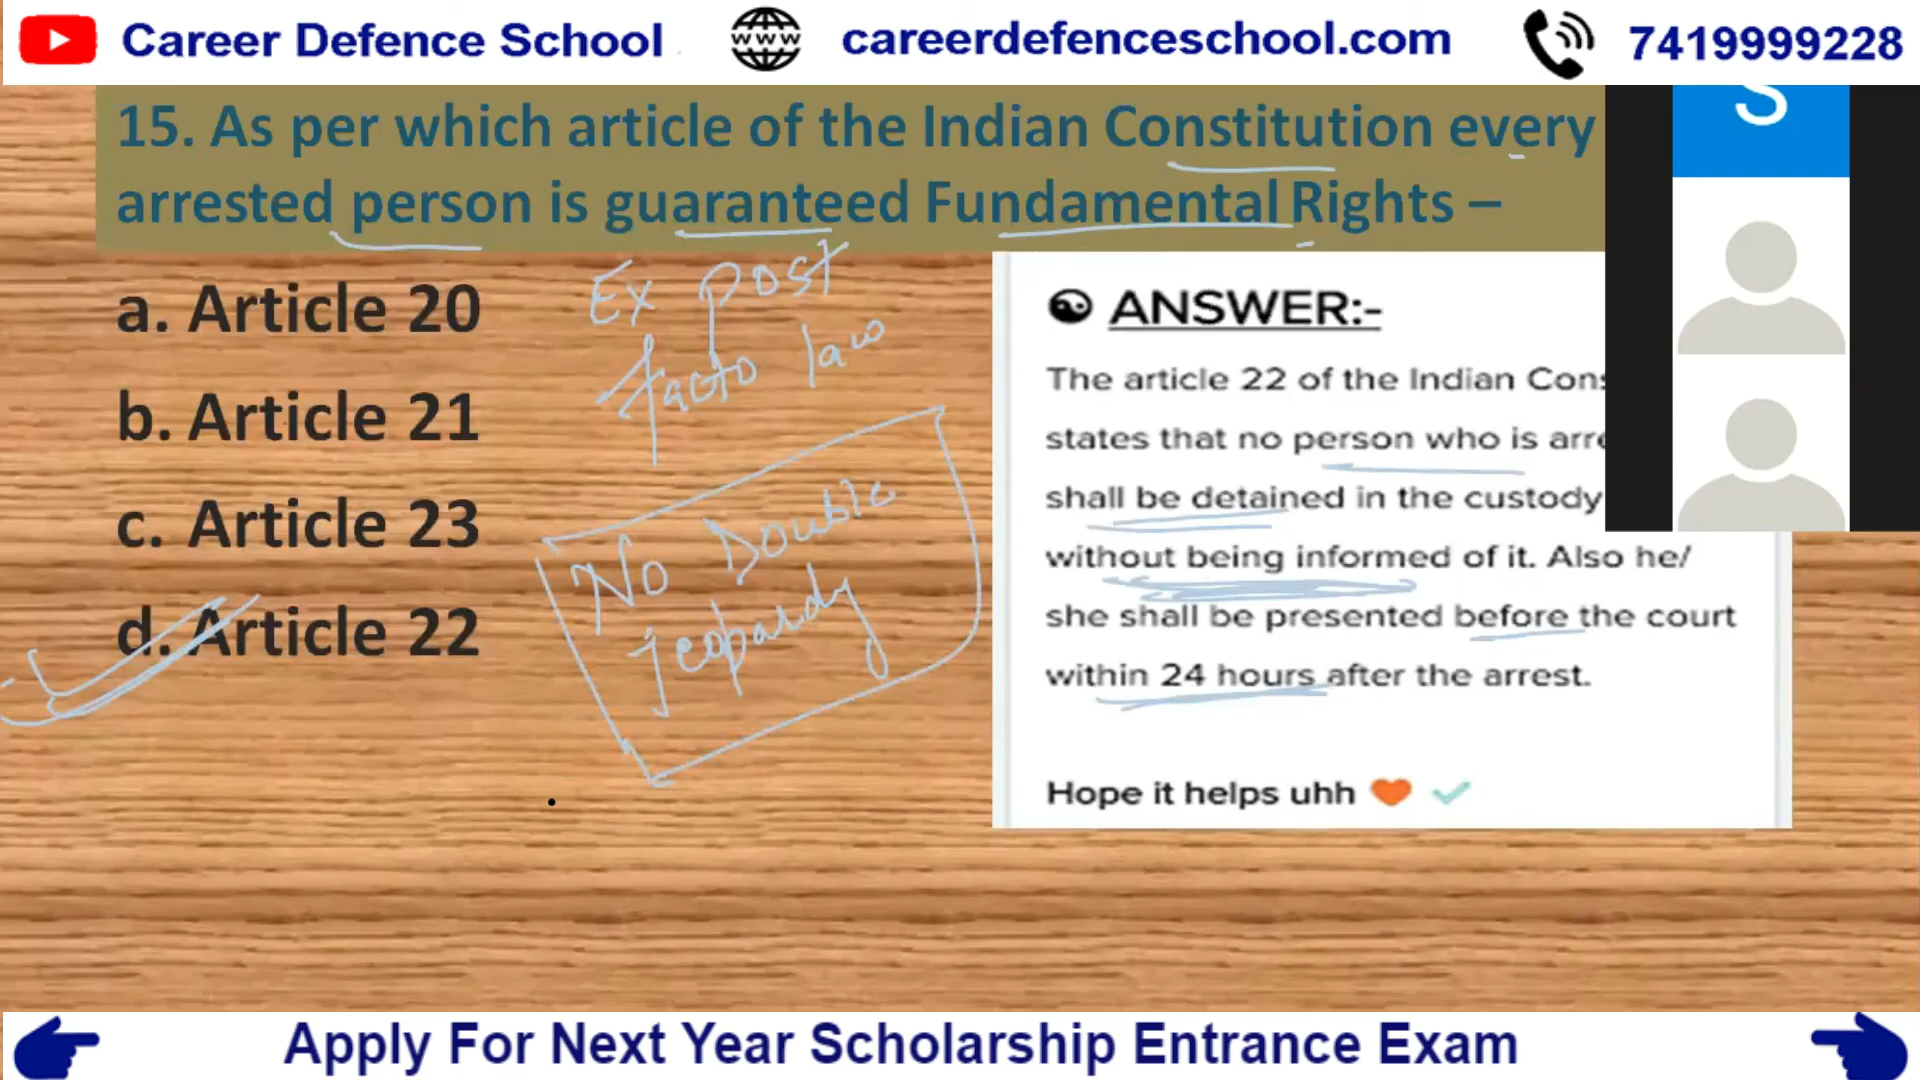 Career Defence School
www
careerdefenceschool.com
7419999228
S
15. As per which article of the Indian Constitution every
arrested person is guaranteed Fundamental Rights –
a. Article 20
b. Article 21
c. Article 23
d. Article 22
Ex post
facto law
No Double
jeopardy
ANSWER:-
The article 22 of the Indian Cons
states that no person who is arre
shall be detained in the custody
without being informed of it. Also he/
she shall be presented before the court
within 24 hours after the arrest.
Hope it helps uhh
Apply For Next Year Scholarship Entrance Exam